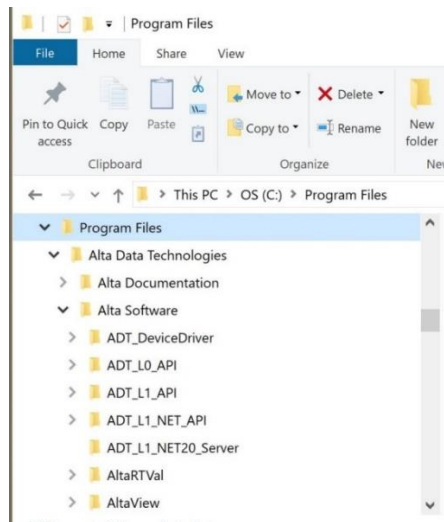 Program Files
File Home Share View
Pin to Quick access
Copy
Paste
Move to
Copy to
Delete
Rename
New folder
Clipboard
Organize
This PC > OS (C:) > Program Files
Program Files
Alta Data Technologies
Alta Documentation
Alta Software
ADT_DeviceDriver
ADT_L0_API
ADT_L1_API
ADT_L1_NET_API
ADT_L1_NET20_Server
AltaRTVal
AltaView